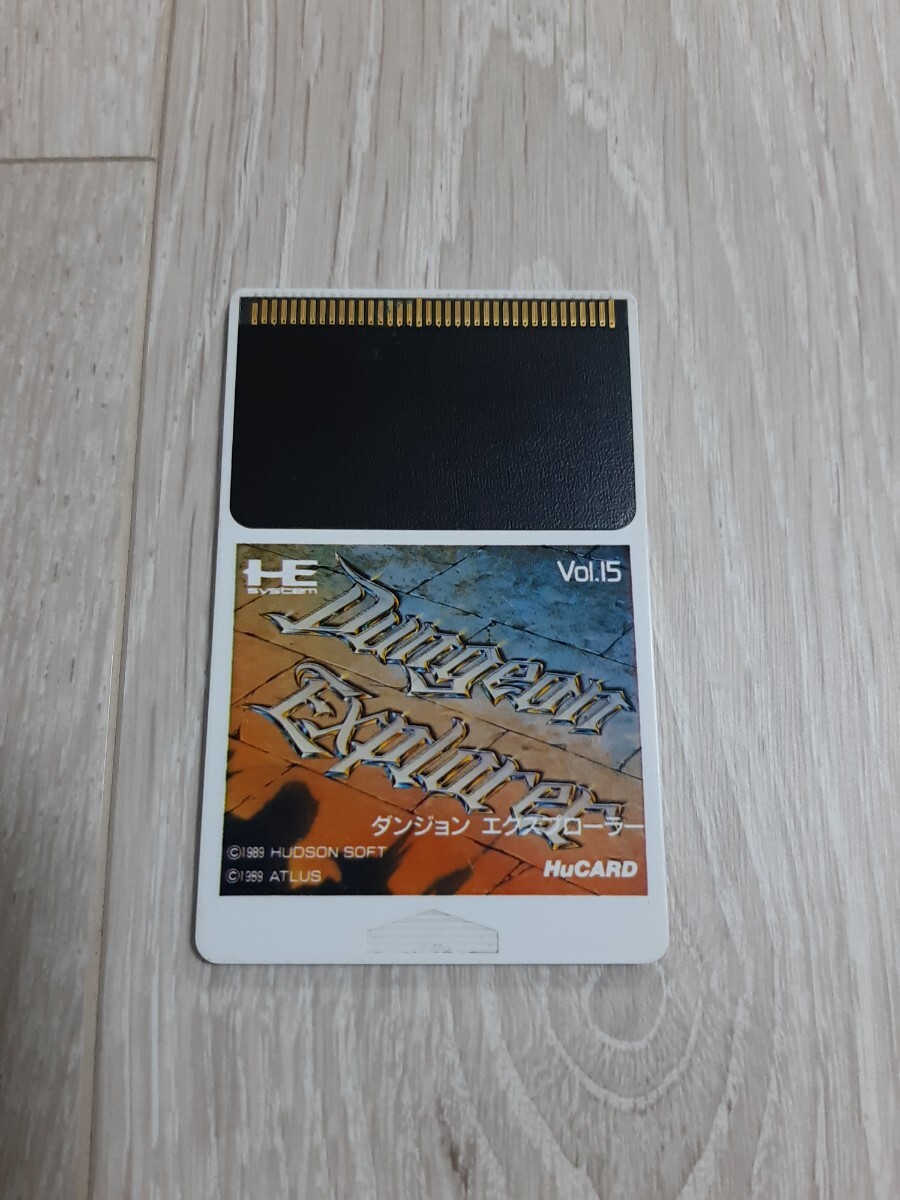 HE
system
Vol.15
Dungeon
Explorer
ダンジョン エクスプローラー
©1989 HUDSON SOFT
©1989 ATLUS
HuCARD